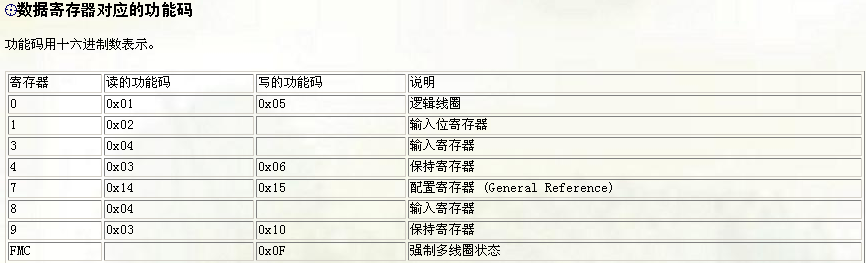 数据寄存器对应的功能码
功能码用十六进制数表示。
寄存器 读的功能码 写的功能码 说明
0 0x01 0x05 逻辑线圈
1 0x02 输入位寄存器
3 0x04 输入寄存器
4 0x03 0x06 保持寄存器
7 0x14 0x15 配置寄存器 (General Reference)
8 0x04 输入寄存器
9 0x03 0x10 保持寄存器
FMC 0x0F 强制多线圈状态